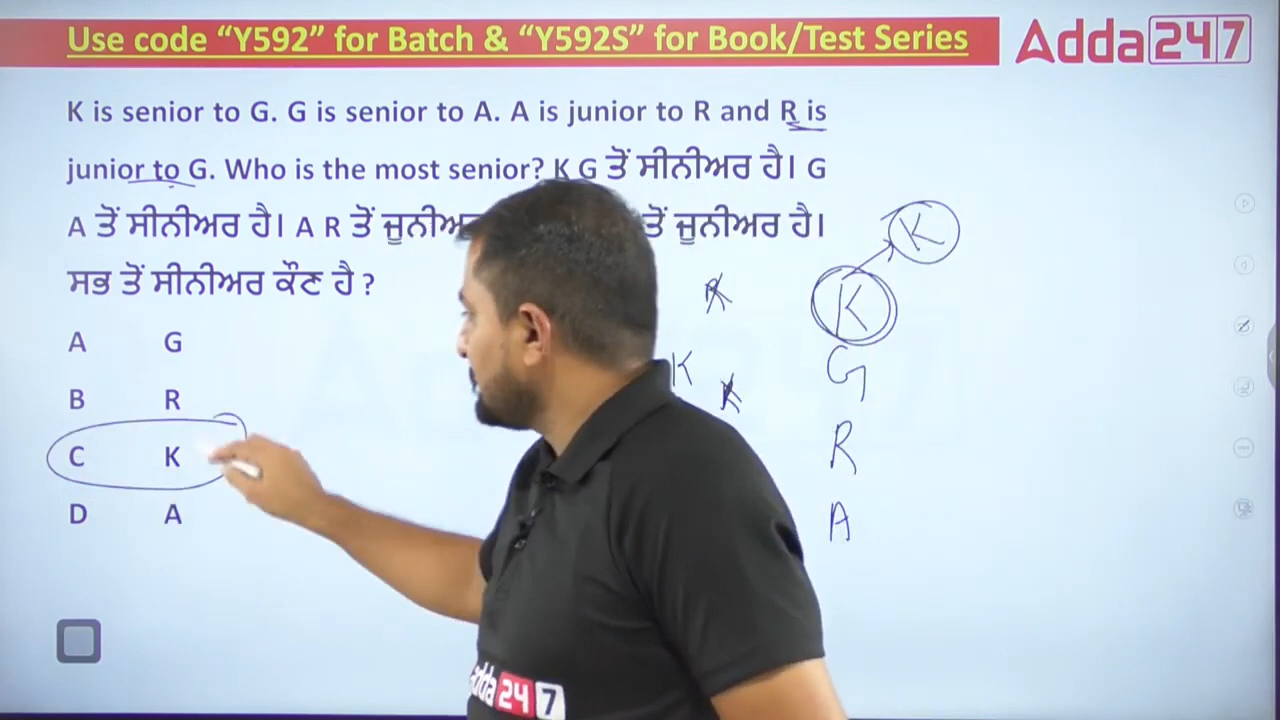 Use code “Y592” for Batch & “Y592S” for Book/Test Series
Adda247
K is senior to G. G is senior to A. A is junior to R and R is
junior to G. Who is the most senior? K G ਤੋਂ ਸੀਨੀਅਰ ਹੈ। G
A ਤੋਂ ਸੀਨੀਅਰ ਹੈ। A R ਤੋਂ ਤੋਂ ਜੂਨੀਅਰ ਹੈ।
ਸਭ ਤੋਂ ਸੀਨੀਅਰ ਕੌਣ ਹੈ ?
A G
B R
C K
D A
K
K
G
R
A
K
247